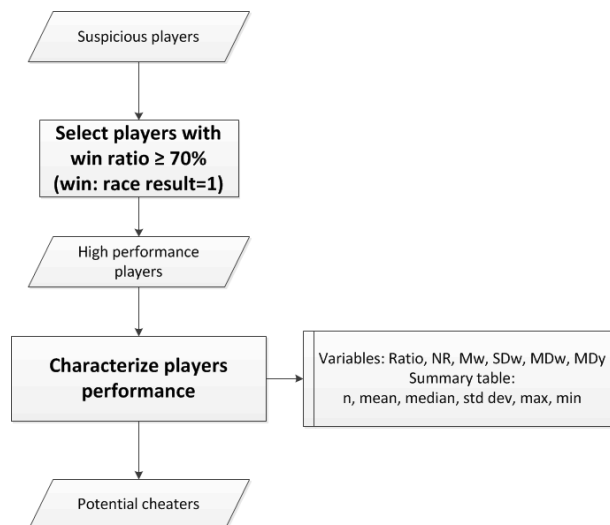 Suspicious players
Select players with
win ratio ≥ 70%
(win: race result=1)
High performance
players
Characterize players
performance
Variables: Ratio, NR, Mw, SDw, MDw, MDy
Summary table:
n, mean, median, std dev, max, min
Potential cheaters